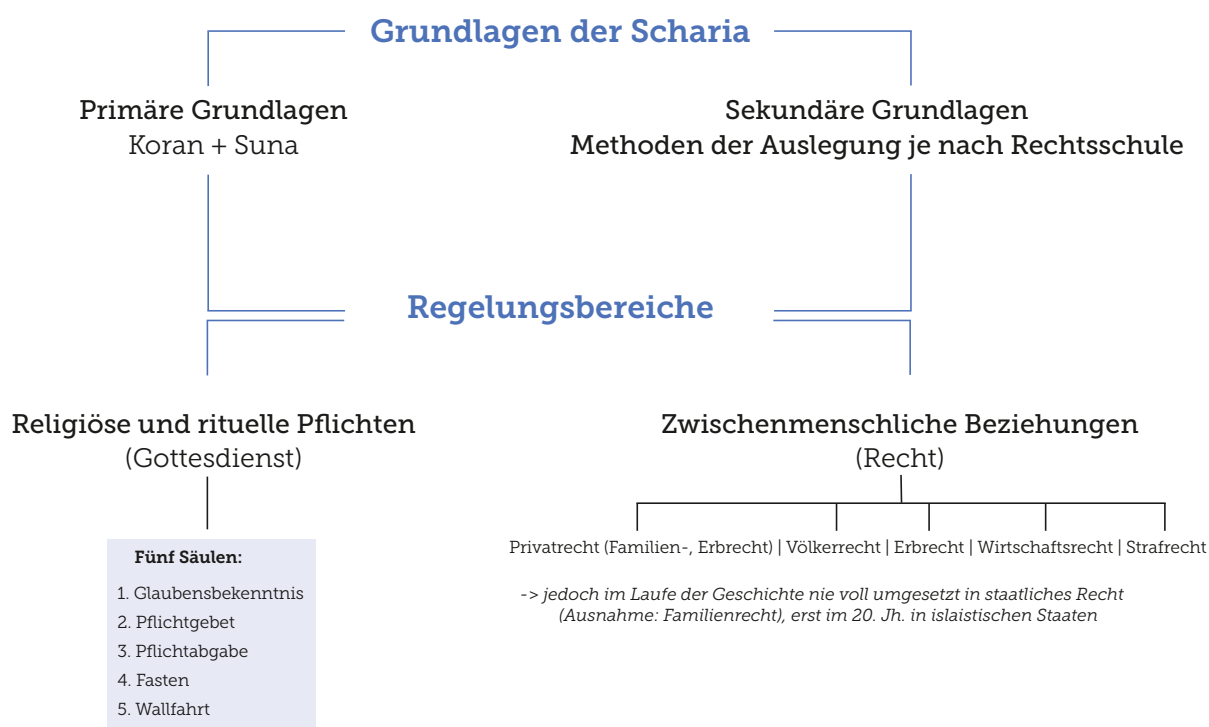 Grundlagen der Scharia
Primäre Grundlagen
Koran + Suna
Sekundäre Grundlagen
Methoden der Auslegung je nach Rechtsschule
Regelungsbereiche
Religiöse und rituelle Pflichten
(Gottesdienst)
Fünf Säulen:
1. Glaubensbekenntnis
2. Pflichtgebet
3. Pflichtabgabe
4. Fasten
5. Wallfahrt
Zwischenmenschliche Beziehungen
(Recht)
Privatrecht (Familien-, Erbrecht) | Völkerrecht | Erbrecht | Wirtschaftsrecht | Strafrecht
-> jedoch im Laufe der Geschichte nie voll umgesetzt in staatliches Recht
(Ausnahme: Familienrecht), erst im 20. Jh. in islaistischen Staaten